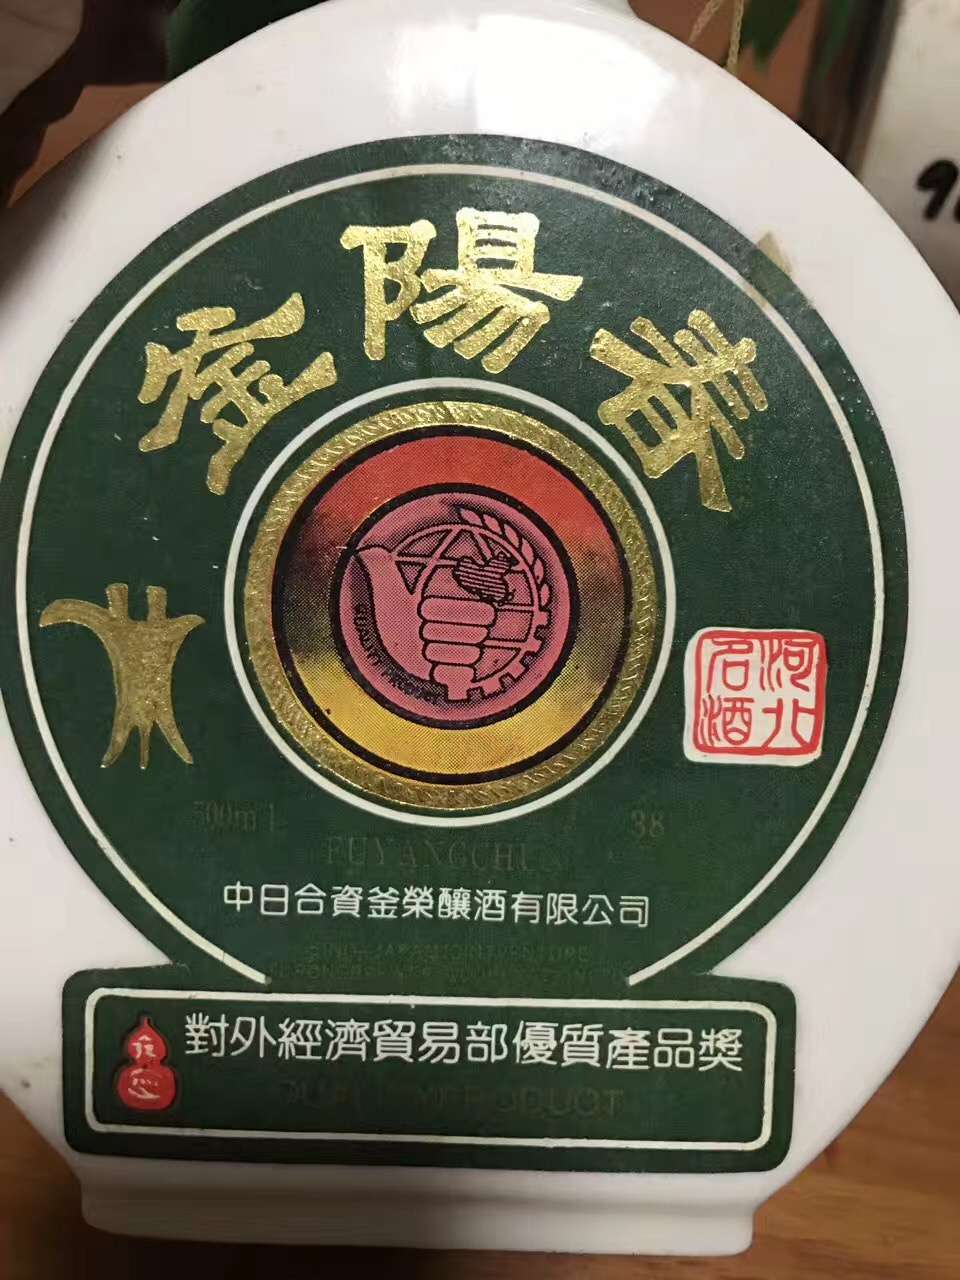 釜陽春
河北
名酒
500ml
38
FUYANGCHUN
中日合資釜榮釀酒有限公司
對外經濟貿易部優質產品獎